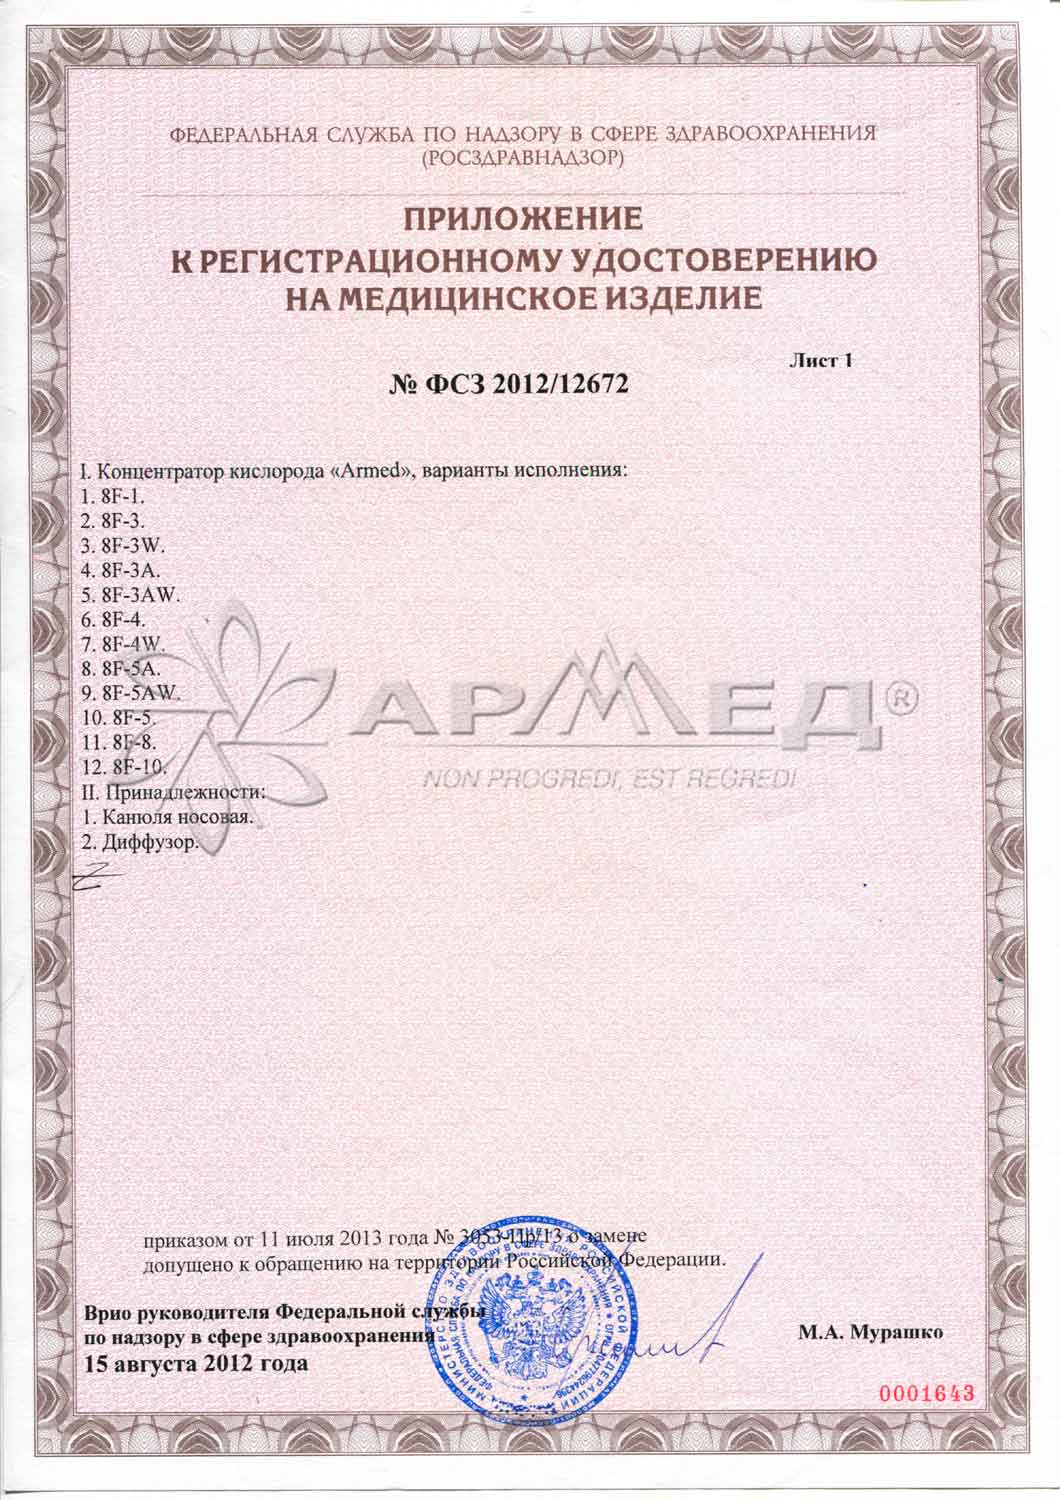 ФЕДЕРАЛЬНАЯ СЛУЖБА ПО НАДЗОРУ В СФЕРЕ ЗДРАВООХРАНЕНИЯ
(РОСЗДРАВНАДЗОР)
ПРИЛОЖЕНИЕ
К РЕГИСТРАЦИОННОМУ УДОСТОВЕРЕНИЮ
НА МЕДИЦИНСКОЕ ИЗДЕЛИЕ
Лист 1
№ ФСЗ 2012/12672
I. Концентратор кислорода «Armed», варианты исполнения:
1. 8F-1.
2. 8F-3.
3. 8F-3W.
4. 8F-3A.
5. 8F-3AW.
6. 8F-4.
7. 8F-4W.
8. 8F-5A.
9. 8F-5AW.
10. 8F-5.
11. 8F-8.
12. 8F-10.
II. Принадлежности:
1. Канюля носовая.
2. Диффузор.
АРМЕД®
NON PROGREDI, EST REGREDI
приказом от 11 июля 2013 года № 3053-Пр/13 о замене
допущено к обращению на территории Российской Федерации.
Врио руководителя Федеральной службы
по надзору в сфере здравоохранения
15 августа 2012 года
М.А. Мурашко
0001643